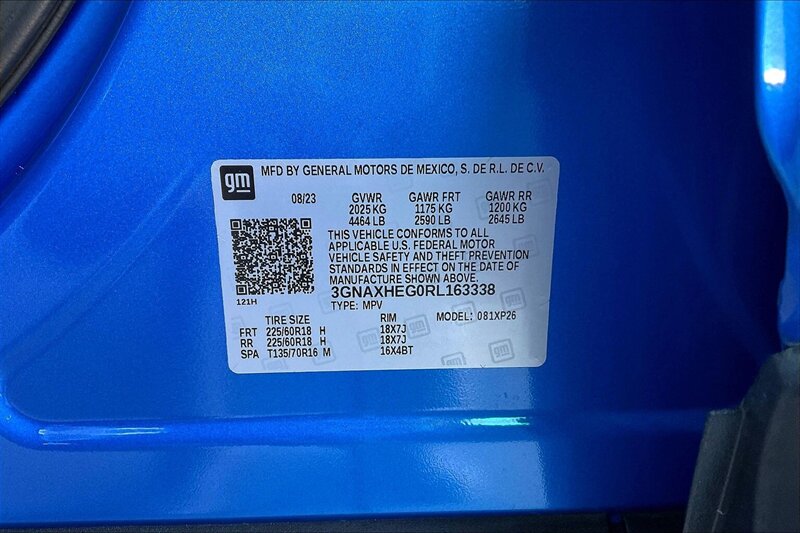 gm MFD BY GENERAL MOTORS DE MEXICO, S. DE R.L. DE C.V.
08/23 GVWR GAWR FRT GAWR RR
2025 KG 1175 KG 1200 KG
4464 LB 2590 LB 2645 LB
THIS VEHICLE CONFORMS TO ALL
APPLICABLE U.S. FEDERAL MOTOR
VEHICLE SAFETY AND THEFT PREVENTION
STANDARDS IN EFFECT ON THE DATE OF
MANUFACTURE SHOWN ABOVE.
3GNAXHEG0RL163338
121H
TYPE: MPV
TIRE SIZE RIM MODEL: 081XP26
FRT 225/60R18 H 18X7J
RR 225/60R18 H 18X7J
SPA T135/70R16 M 16X4BT